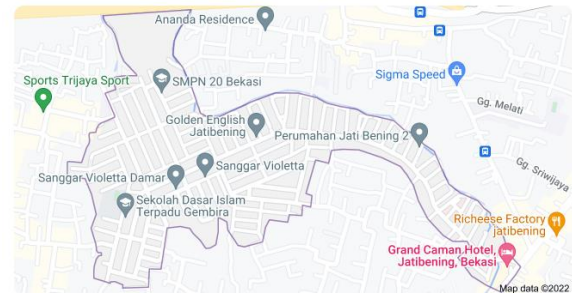 Ananda Residence
Sports Trijaya Sport
SMPN 20 Bekasi
Sigma Speed
Gg. Melati
Golden English
Jatibening
Perumahan Jati Bening 2
Sanggar Violetta
Sanggar Violetta Damar
Gg. Sriwijaya
Sekolah Dasar Islam
Terpadu Gembira
Richeese Factory
jatibening
Grand Caman Hotel,
Jatibening, Bekasi
Map data ©2022